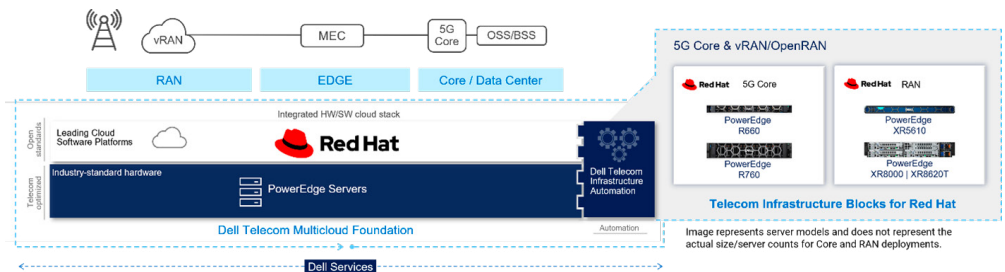 vRAN
MEC
5G
Core
OSS/BSS
RAN
EDGE
Core / Data Center
Integrated HW/SW cloud stack
Open
standards
Leading Cloud
Software Platforms
Red Hat
Telecom
optimized
Industry-standard hardware
PowerEdge Servers
Dell Telecom
Infrastructure
Automation
Dell Telecom Multicloud Foundation
Automation
Dell Services
5G Core & vRAN/OpenRAN
Red Hat 5G Core
PowerEdge
R660
PowerEdge
R760
Red Hat RAN
PowerEdge
XR5610
PowerEdge
XR8000 | XR8620T
Telecom Infrastructure Blocks for Red Hat
Image represents server models and does not represent the
actual size/server counts for Core and RAN deployments.